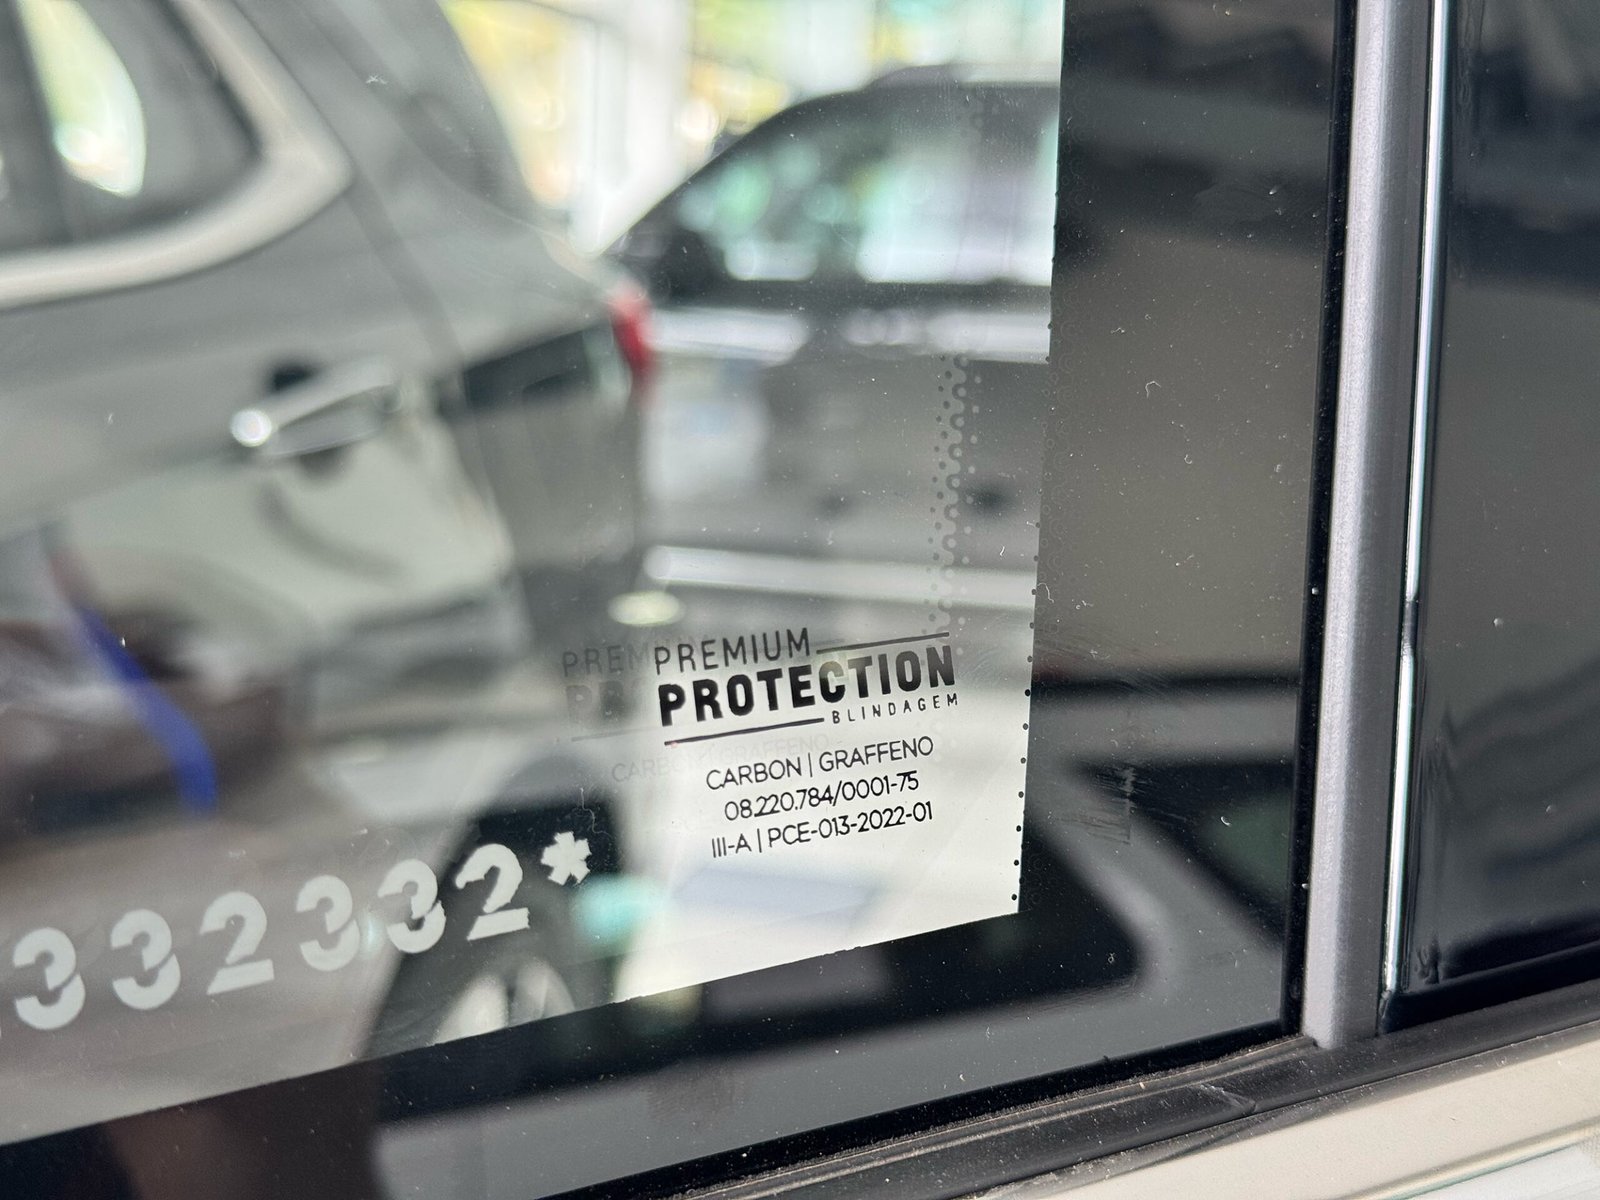 PREMIUM
PROTECTION
BLINDAGEM
CARBON | GRAFFENO
08.220.784/0001-75
III-A | PCE-013-2022-01
332332*